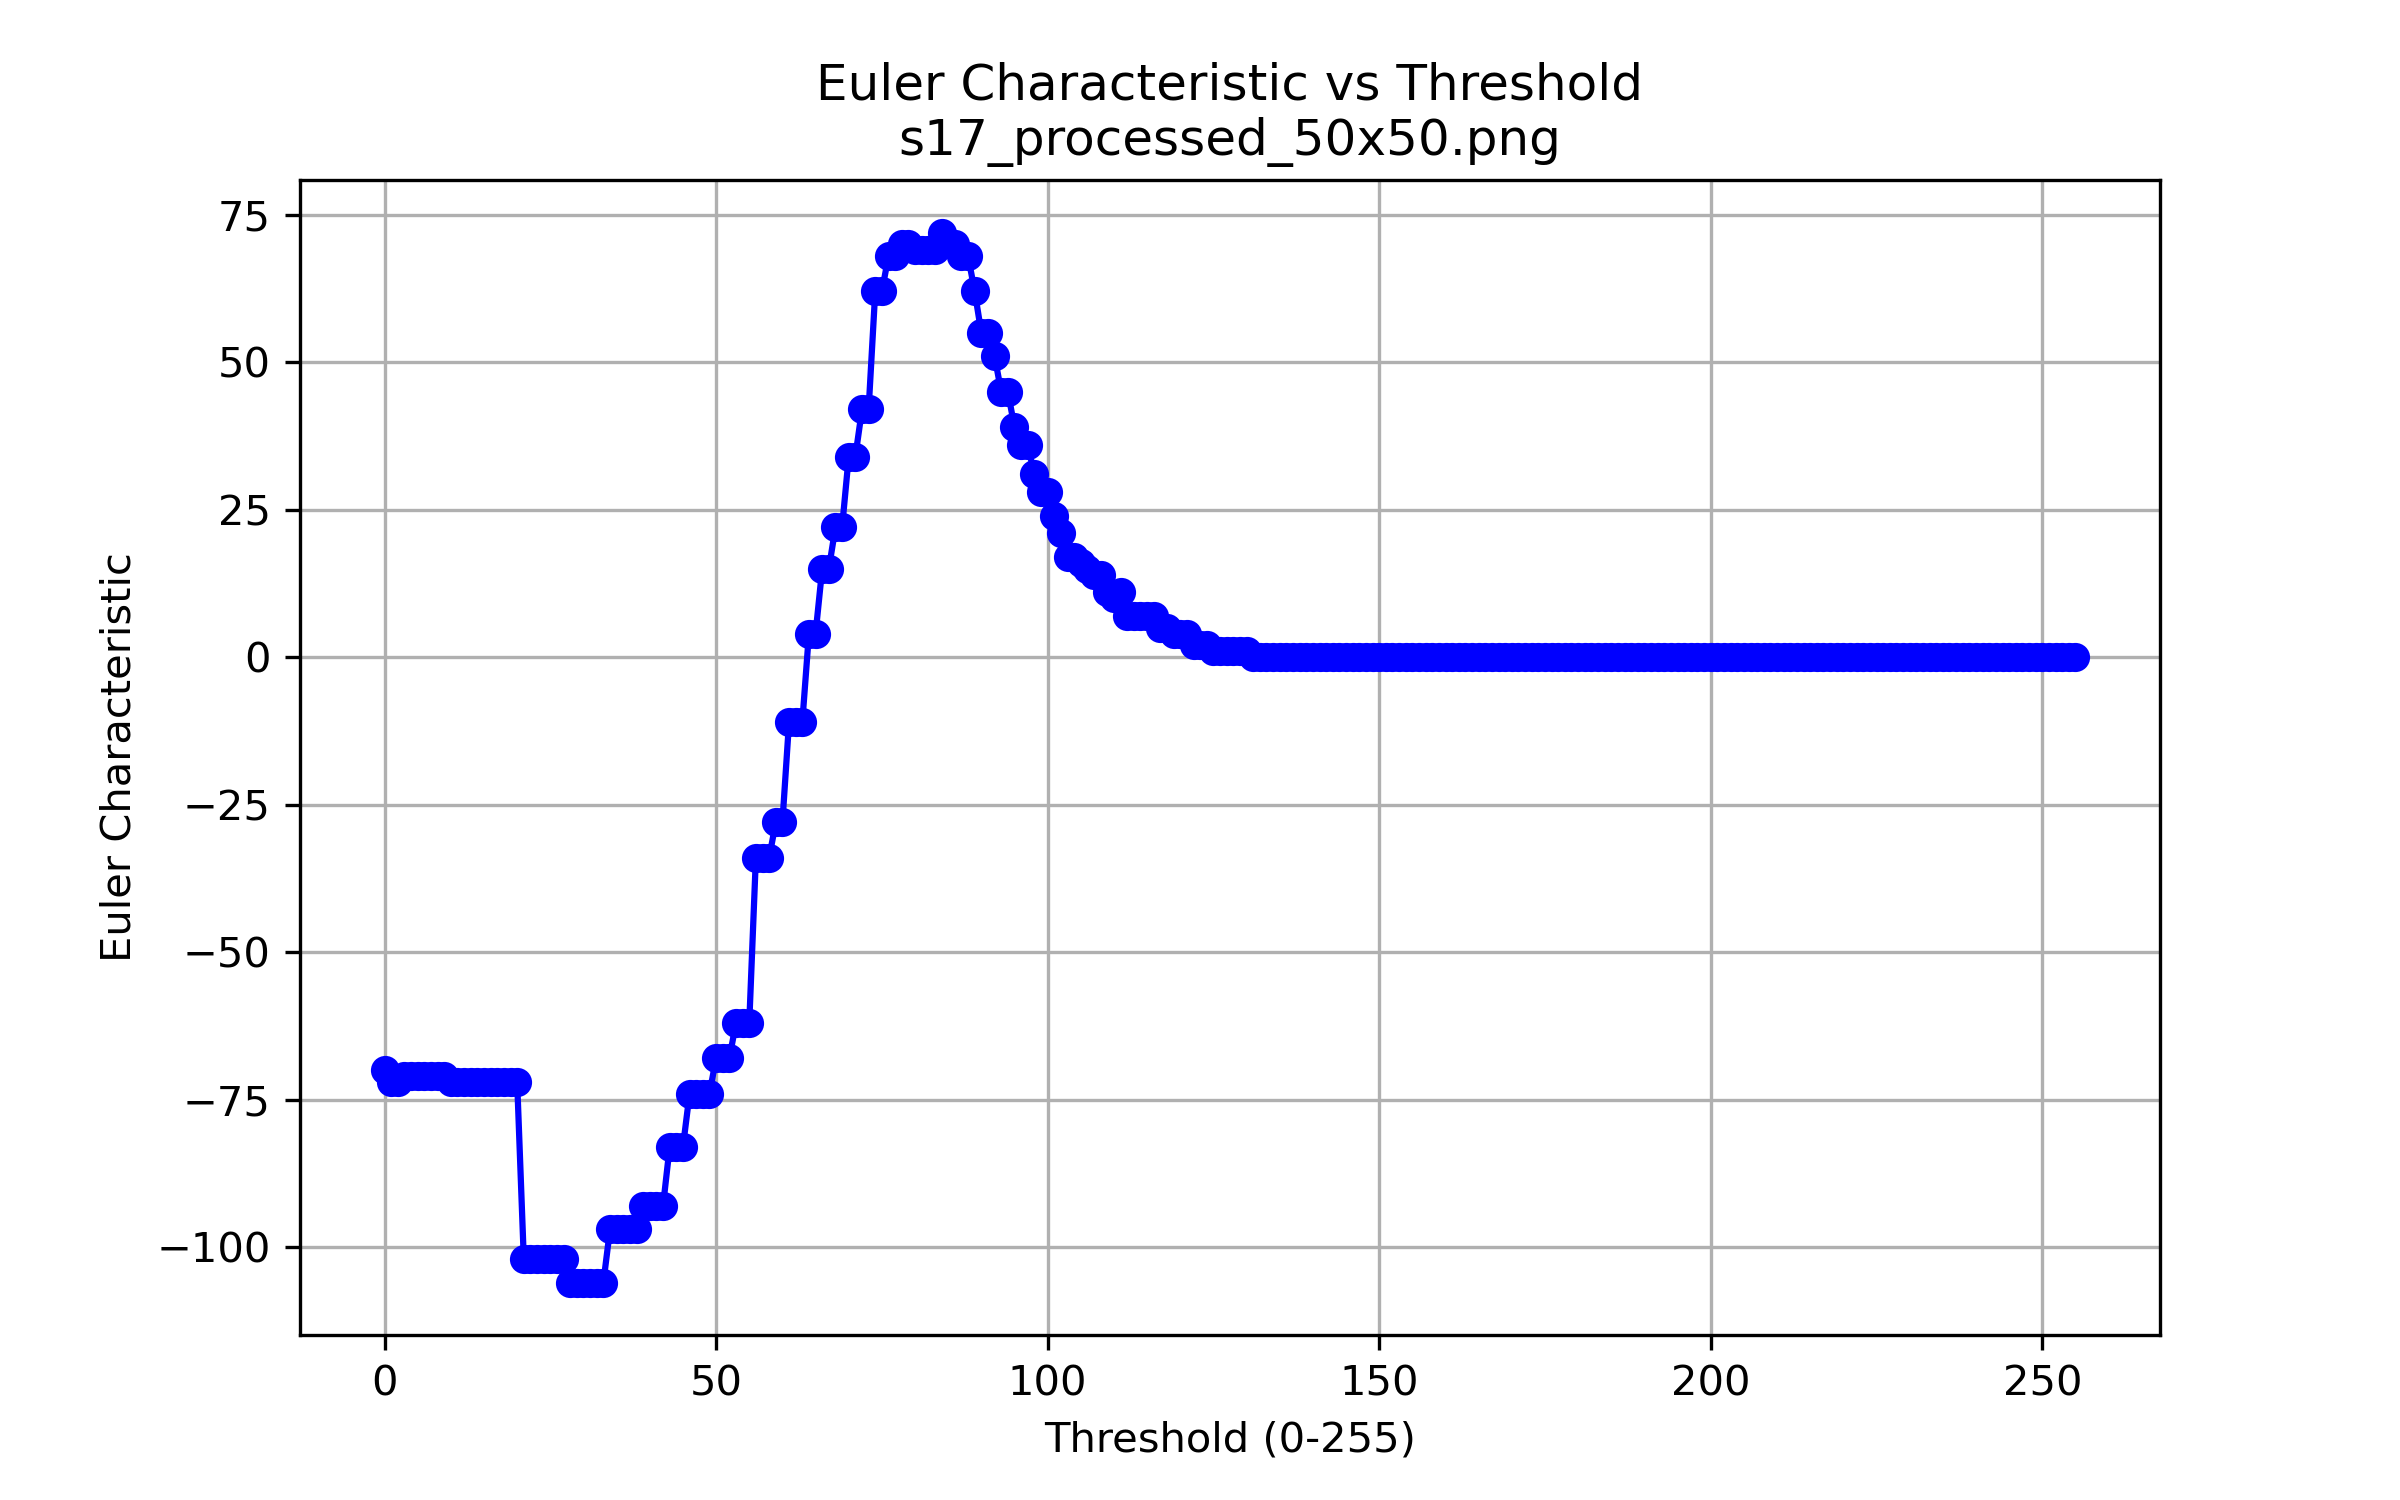 Euler Characteristic vs Threshold
s17_processed_50x50.png
75
50
25
0
−25
−50
−75
−100
Euler Characteristic
0 50 100 150 200 250
Threshold (0-255)